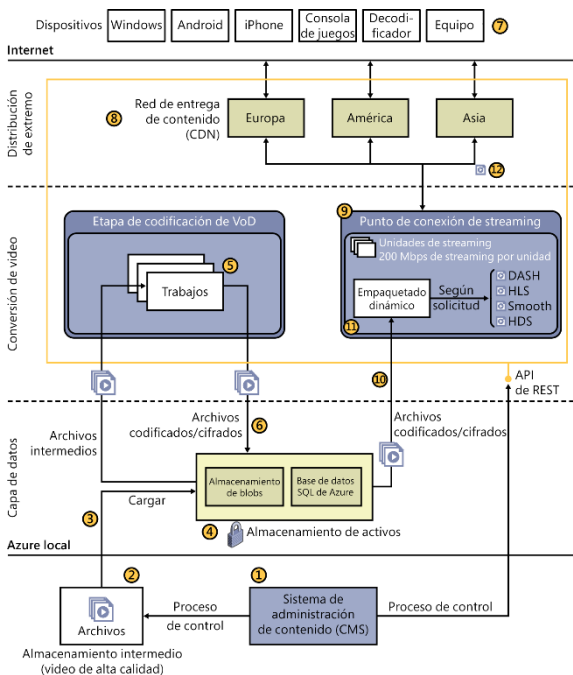 Dispositivos
Windows
Android
iPhone
Consola
de juegos
Decodi-
ficador
Equipo
7
Internet
Distribución
de extremo
8
Red de entrega
de contenido
(CDN)
Europa
América
Asia
12
Conversión de vídeo
Etapa de codificación de VoD
5
Trabajos
9
Punto de conexión de streaming
Unidades de streaming
200 Mbps de streaming por unidad
Empaquetado
dinámico
11
Según
solicitud
DASH
HLS
Smooth
HDS
10
API
de REST
Capa de datos
Archivos
intermedios
Archivos
codificados/cifrados
6
Archivos
codificados/cifrados
3
Cargar
Almacenamiento
de blobs
Base de datos
SQL de Azure
4
Almacenamiento de activos
Azure local
2
Archivos
Almacenamiento intermedio
(video de alta calidad)
Proceso
de control
1
Sistema de
administración
de contenido (CMS)
Proceso de control